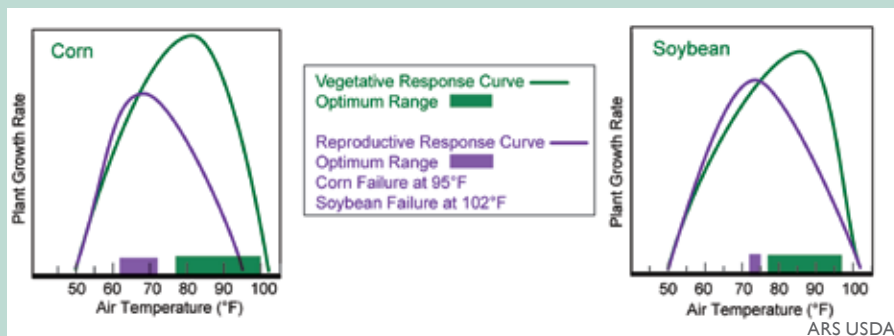 Corn
Plant Growth Rate
50 60 70 80 90 100
Air Temperature (°F)
Vegetative Response Curve
Optimum Range
Reproductive Response Curve
Optimum Range
Corn Failure at 95°F
Soybean Failure at 102°F
Soybean
Plant Growth Rate
50 60 70 80 90 100
Air Temperature (°F)
ARS USDA